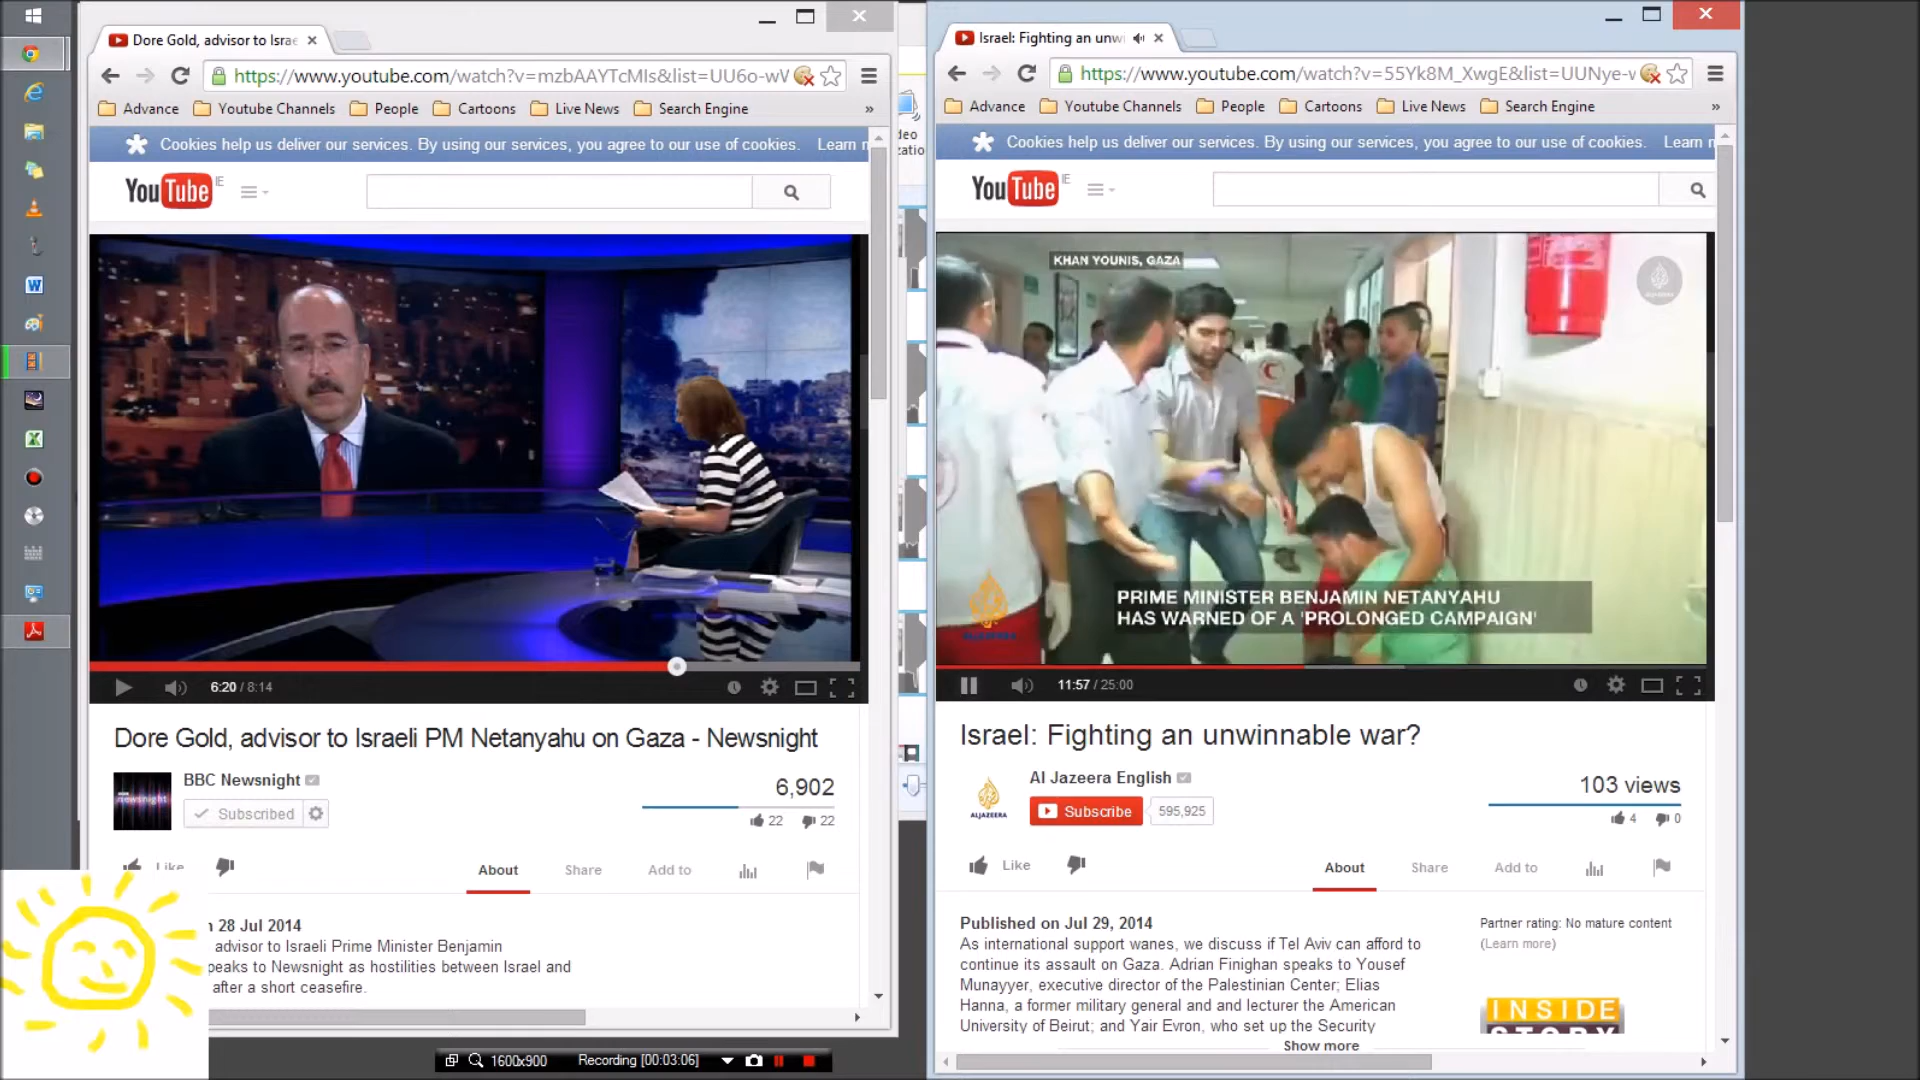 Dore Gold, advisor to Israe
https://www.youtube.com/watch?v=mzbAAYTcMIs&list=UU6o-wV
Advance
Youtube Channels
People
Cartoons
Live News
Search Engine
»
Cookies help us deliver our services. By using our services, you agree to our use of cookies.
Learn
YouTube IE
6:20 / 8:14
Dore Gold, advisor to Israeli PM Netanyahu on Gaza - Newsnight
BBC Newsnight
newsnight
Subscribed
6,902
22
22
Like
About
Share
Add to
28 Jul 2014
advisor to Israeli Prime Minister Benjamin
peaks to Newsnight as hostilities between Israel and
after a short ceasefire.
1600x900
Recording [00:03:06]
Israel: Fighting an unw
https://www.youtube.com/watch?v=55Yk8M_XwgE&list=UUNye-w
Advance
Youtube Channels
People
Cartoons
Live News
Search Engine
»
Cookies help us deliver our services. By using our services, you agree to our use of cookies.
Learn
YouTube IE
KHAN YOUNIS, GAZA
PRIME MINISTER BENJAMIN NETANYAHU
HAS WARNED OF A 'PROLONGED CAMPAIGN'
ALJAZEERA
11:57 / 25:00
Israel: Fighting an unwinnable war?
Al Jazeera English
ALJAZEERA
Subscribe
595,925
103 views
4
0
Like
About
Share
Add to
Published on Jul 29, 2014
As international support wanes, we discuss if Tel Aviv can afford to
continue its assault on Gaza. Adrian Finighan speaks to Yousef
Munayyer, executive director of the Palestinian Center; Elias
Hanna, a former military general and and lecturer the American
University of Beirut; and Yair Evron, who set up the Security
Show more
Partner rating: No mature content
(Learn more)
INSIDE
STORY